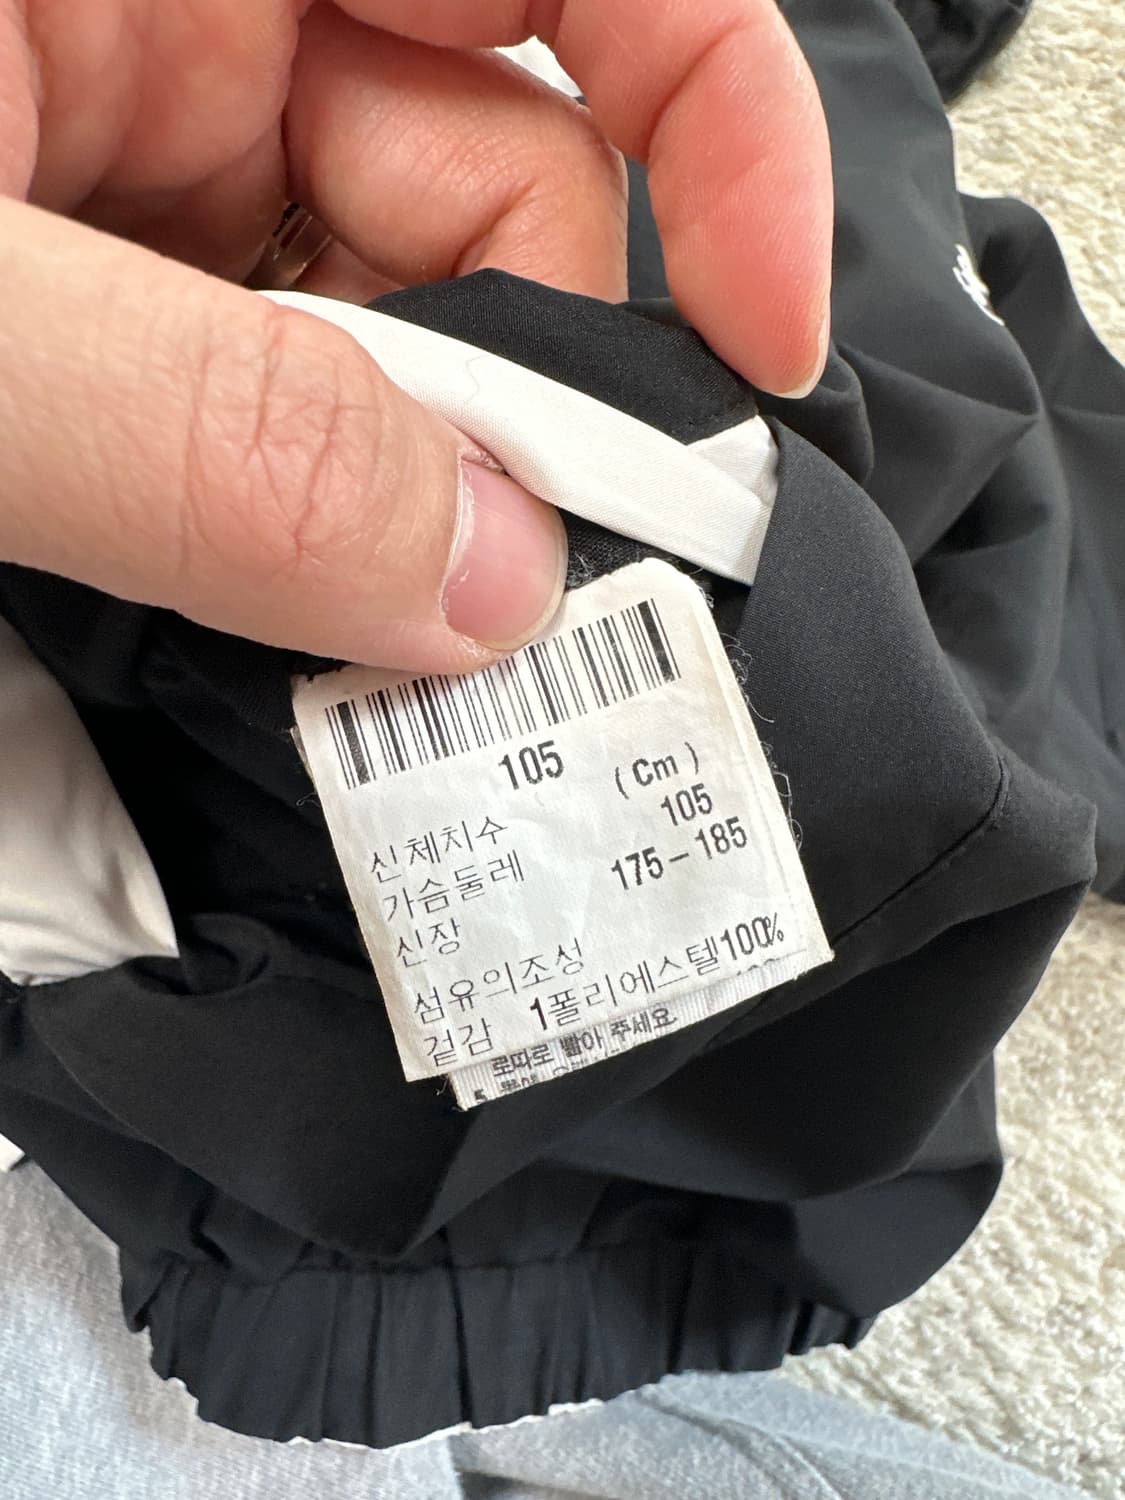 105
( Cm )
신체치수
가슴둘레 105
신장 175-185
섬유의조성
겉감 1폴리에스텔100%
로따로 빨아 주세요.
5.